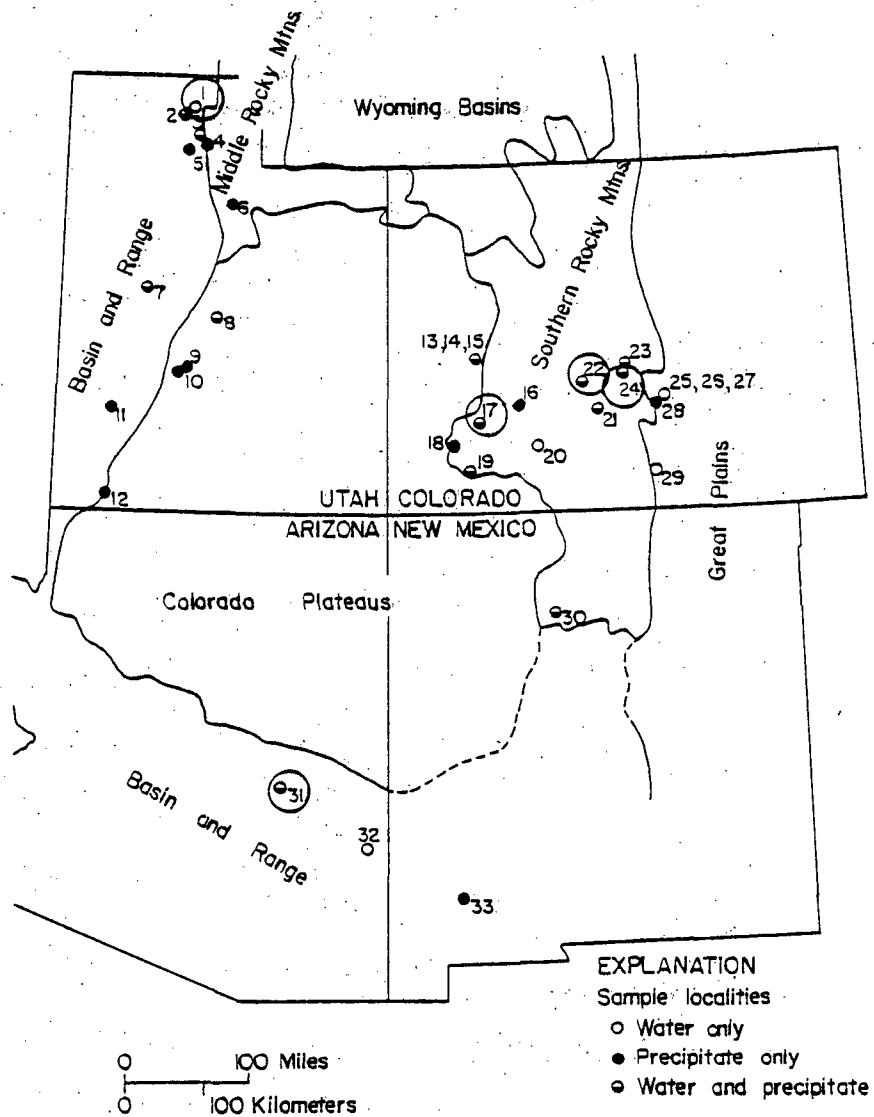 Middle Rocky Mtns.
Wyoming Basins
2
4
5
6
Southern Rocky Mtns.
Basin and Range
7
8
9
10
11
12
13,14,15
16
17
18
19
20
21
22
23
24
25, 26, 27
28
29
UTAH COLORADO
ARIZONA NEW MEXICO
Great Plains
Colorado Plateaus
30
Basin and Range
31
32
33
EXPLANATION
Sample localities
Water only
Precipitate only
Water and precipitate
0 100 Miles
0 100 Kilometers